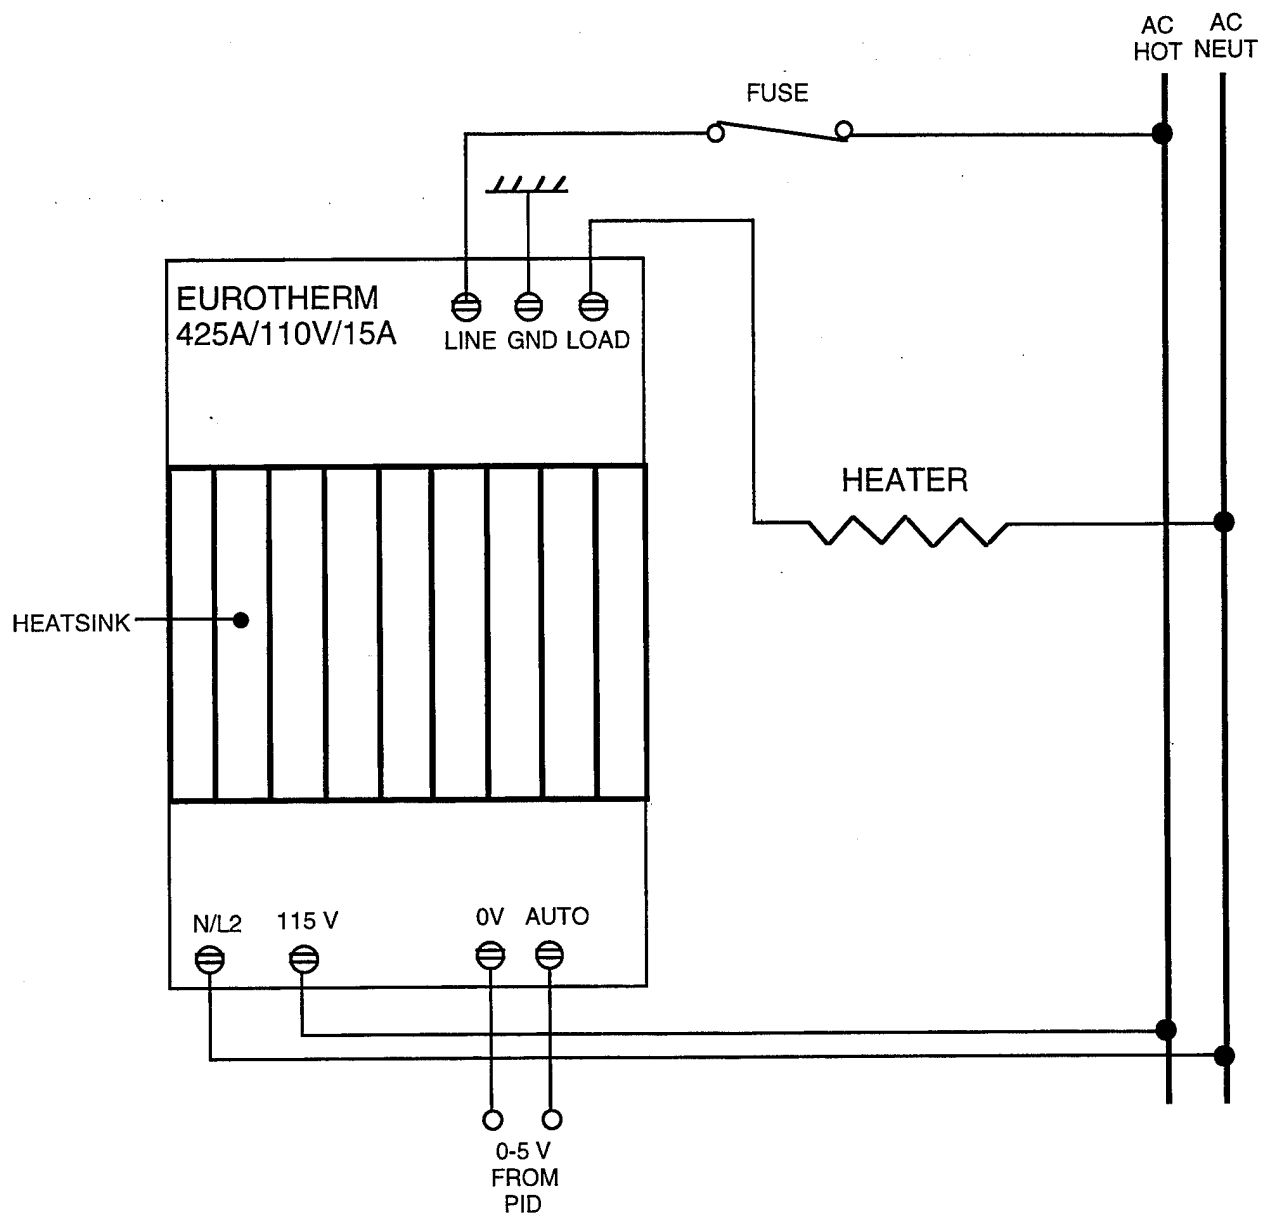 AC
HOT
AC
NEUT
FUSE
EUROTHERM
425A/110V/15A
LINE GND LOAD
HEATER
HEATSINK
N/L2
115 V
0V
AUTO
0-5 V
FROM
PID